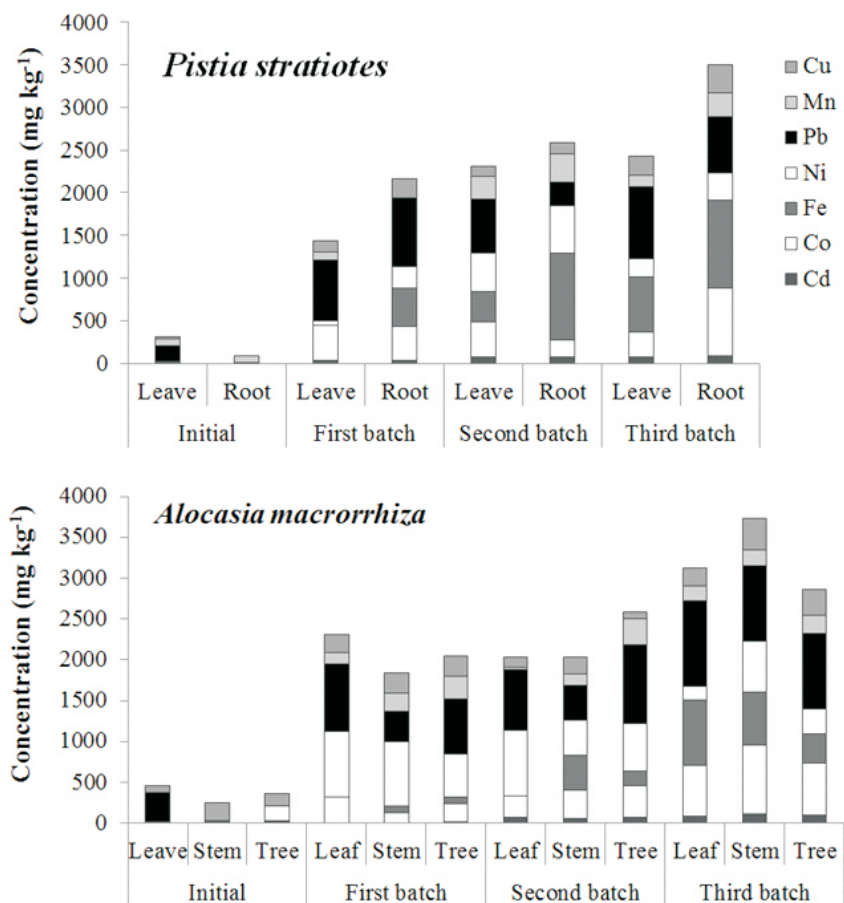 Pistia stratiotes
Concentration (mg kg-1)
4000
3500
3000
2500
2000
1500
1000
500
0
Cu
Mn
Pb
Ni
Fe
Co
Cd
Leave Root Leave Root Leave Root Leave Root
Initial First batch Second batch Third batch
Alocasia macrorrhiza
Concentration (mg kg-1)
4000
3500
3000
2500
2000
1500
1000
500
0
Leave Stem Tree Leaf Stem Tree Leaf Stem Tree Leaf Stem Tree
Initial First batch Second batch Third batch